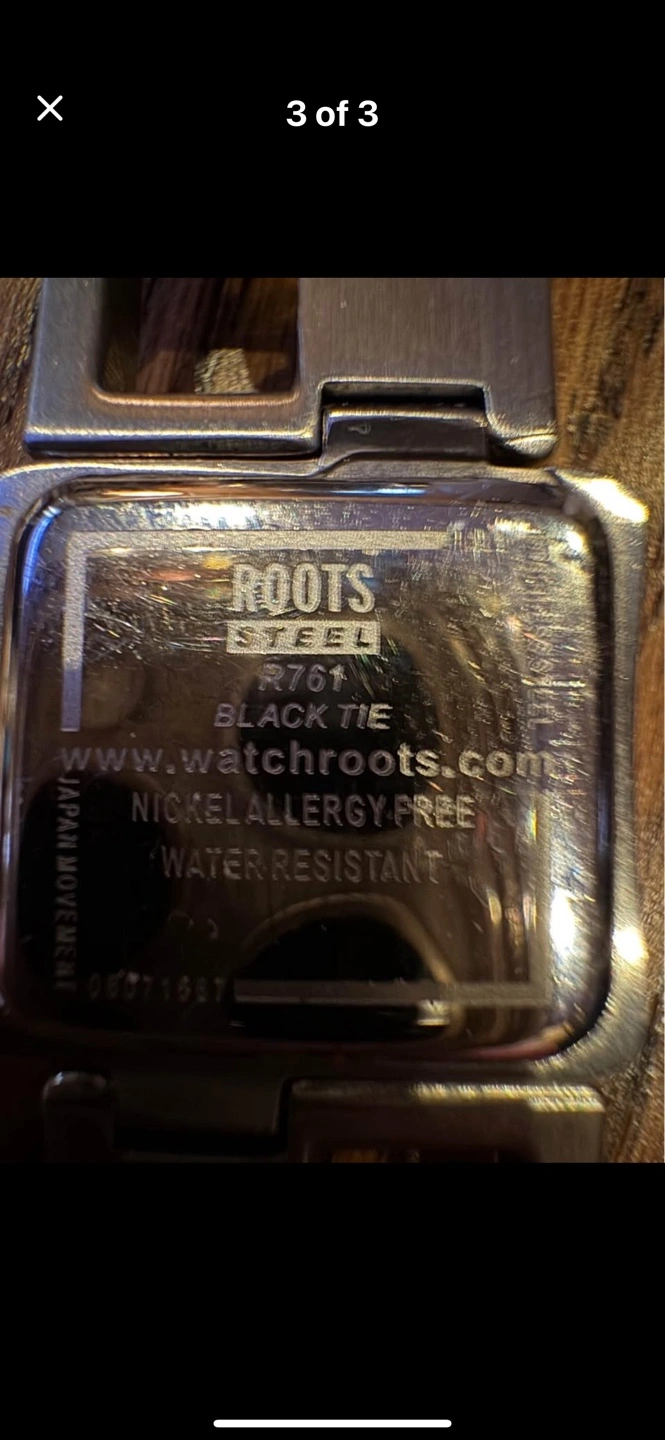 3 of 3
ROOTS
STEEL
R761
BLACK TIE
www.watchroots.com
NICKEL ALLERGY FREE
WATER RESISTANT
JAPAN MOVEMENT